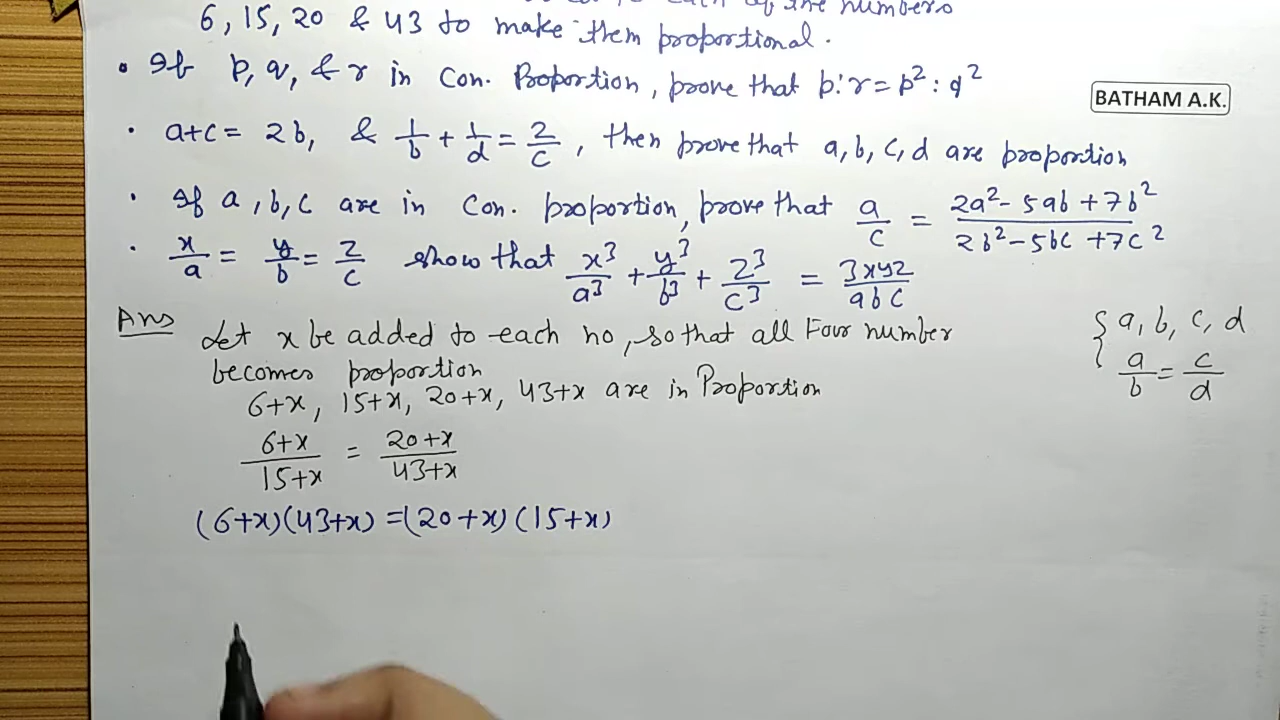 each of the numbers
6, 15, 20 & 43 to make them proportional.
• If p, q, & r in Con. Proportion, prove that p:r = p² : q²
BATHAM A.K.
• a+c = 2b, & 1/b + 1/d = 2/c, then prove that a, b, c, d are proportion
• If a, b, c are in Con. proportion, prove that a/c = 2a² - 5ab + 7b² / 2b² - 5bc + 7c²
• x/a = y/b = z/c show that x³/a³ + y³/b³ + z³/c³ = 3xyz/abc
Ans Let x be added to each no, so that all Four number
becomes proportion
6+x, 15+x, 20+x, 43+x are in Proportion
6+x/15+x = 20+x/43+x
(6+x)(43+x) = (20+x)(15+x)
{ a, b, c, d
a/b = c/d